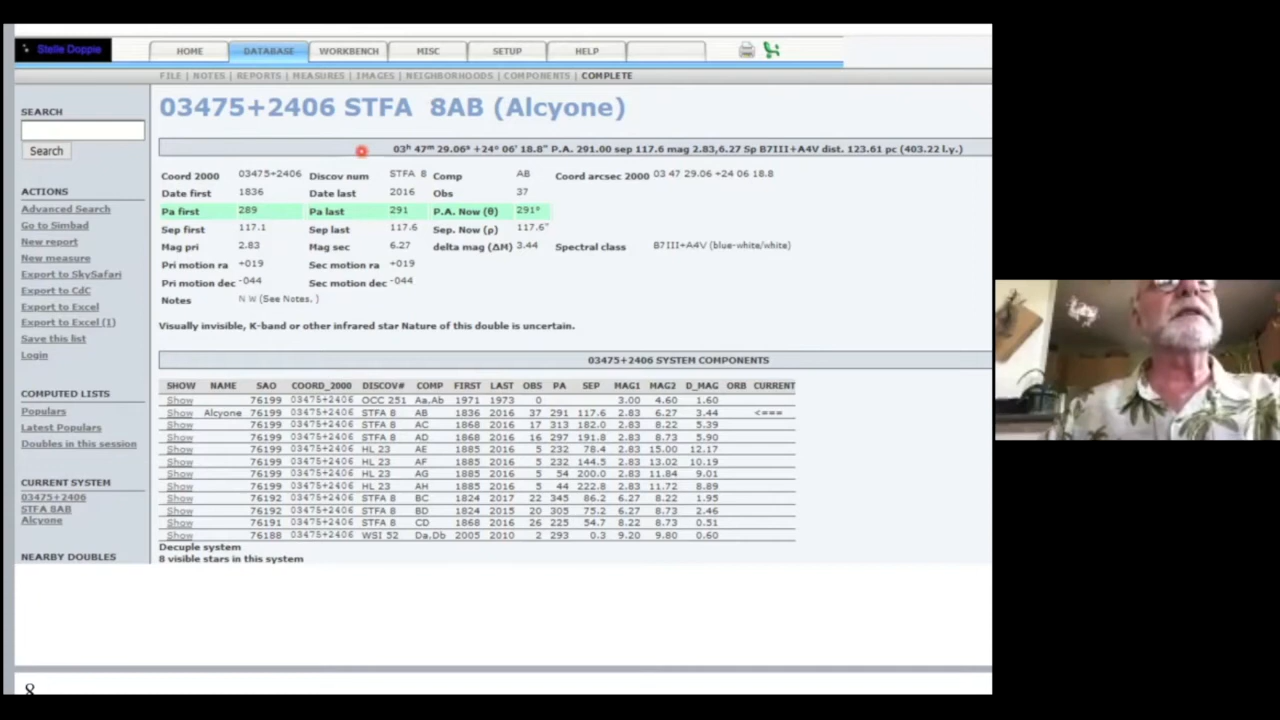 Stelle Doppie
HOME DATABASE WORKBENCH MISC SETUP HELP
FILE | NOTES | REPORTS | MEASURES | IMAGES | NEIGHBORHOODS | COMPONENTS | COMPLETE
SEARCH
Search
ACTIONS
Advanced Search
Go to Simbad
New report
New measure
Export to SkySafari
Export to CdC
Export to Excel
Export to Excel (I)
Save this list
Login
COMPUTED LISTS
Populars
Latest Populars
Doubles in this session
CURRENT SYSTEM
03475+2406
STFA 8AB
Alcyone
NEARBY DOUBLES
03475+2406 STFA 8AB (Alcyone)
03ʰ 47ᵐ 29.06ˢ +24° 06' 18.8" P.A. 291.00 sep 117.6 mag 2.83,6.27 Sp B7III+A4V dist. 123.61 pc (403.22 l.y.)
Coord 2000 03475+2406 Discov num STFA 8 Comp AB Coord arcsec 2000 03 47 29.06 +24 06 18.8
Date first 1836 Date last 2016 Obs 37
Pa first 289 Pa last 291 P.A. Now (θ) 291°
Sep first 117.1 Sep last 117.6 Sep. Now (ρ) 117.6"
Mag pri 2.83 Mag sec 6.27 delta mag (ΔM) 3.44 Spectral class B7III+A4V (blue-white/white)
Pri motion ra +019 Sec motion ra +019
Pri motion dec -044 Sec motion dec -044
Notes N W (See Notes. )
Visually invisible, K-band or other infrared star Nature of this double is uncertain.
03475+2406 SYSTEM COMPONENTS
SHOW NAME SAO COORD_2000 DISCOV# COMP FIRST LAST OBS PA SEP MAG1 MAG2 D_MAG ORB CURRENT
Show 76199 03475+2406 OCC 251 Aa,Ab 1971 1973 0 3.00 4.60 1.60
Show Alcyone 76199 03475+2406 STFA 8 AB 1836 2016 37 291 117.6 2.83 6.27 3.44 <===
Show 76199 03475+2406 STFA 8 AC 1868 2016 17 313 182.0 2.83 8.22 5.39
Show 76199 03475+2406 STFA 8 AD 1868 2016 16 297 191.8 2.83 8.73 5.90
Show 76199 03475+2406 HL 23 AE 1885 2016 5 232 78.4 2.83 15.00 12.17
Show 76199 03475+2406 HL 23 AF 1885 2016 5 232 144.5 2.83 13.02 10.19
Show 76199 03475+2406 HL 23 AG 1885 2016 5 54 200.0 2.83 11.84 9.01
Show 76199 03475+2406 HL 23 AH 1885 2016 5 44 222.8 2.83 11.72 8.89
Show 76192 03475+2406 STFA 8 BC 1824 2017 22 345 86.2 6.27 8.22 1.95
Show 76192 03475+2406 STFA 8 BD 1824 2015 20 305 75.2 6.27 8.73 2.46
Show 76191 03475+2406 STFA 8 CD 1868 2016 26 225 54.7 8.22 8.73 0.51
Show 76188 03475+2406 WSI 52 Da,Db 2005 2010 2 293 0.3 9.20 9.80 0.60
Decuple system
8 visible stars in this system
8